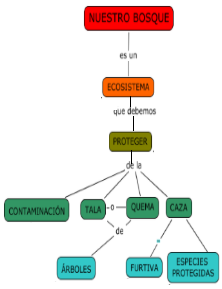 NUESTRO BOSQUE
es un
ECOSISTEMA
que debemos
PROTEGER
de la
CONTAMINACIÓN
TALA
o
QUEMA
CAZA
de
ÁRBOLES
FURTIVA
ESPECIES
PROTEGIDAS